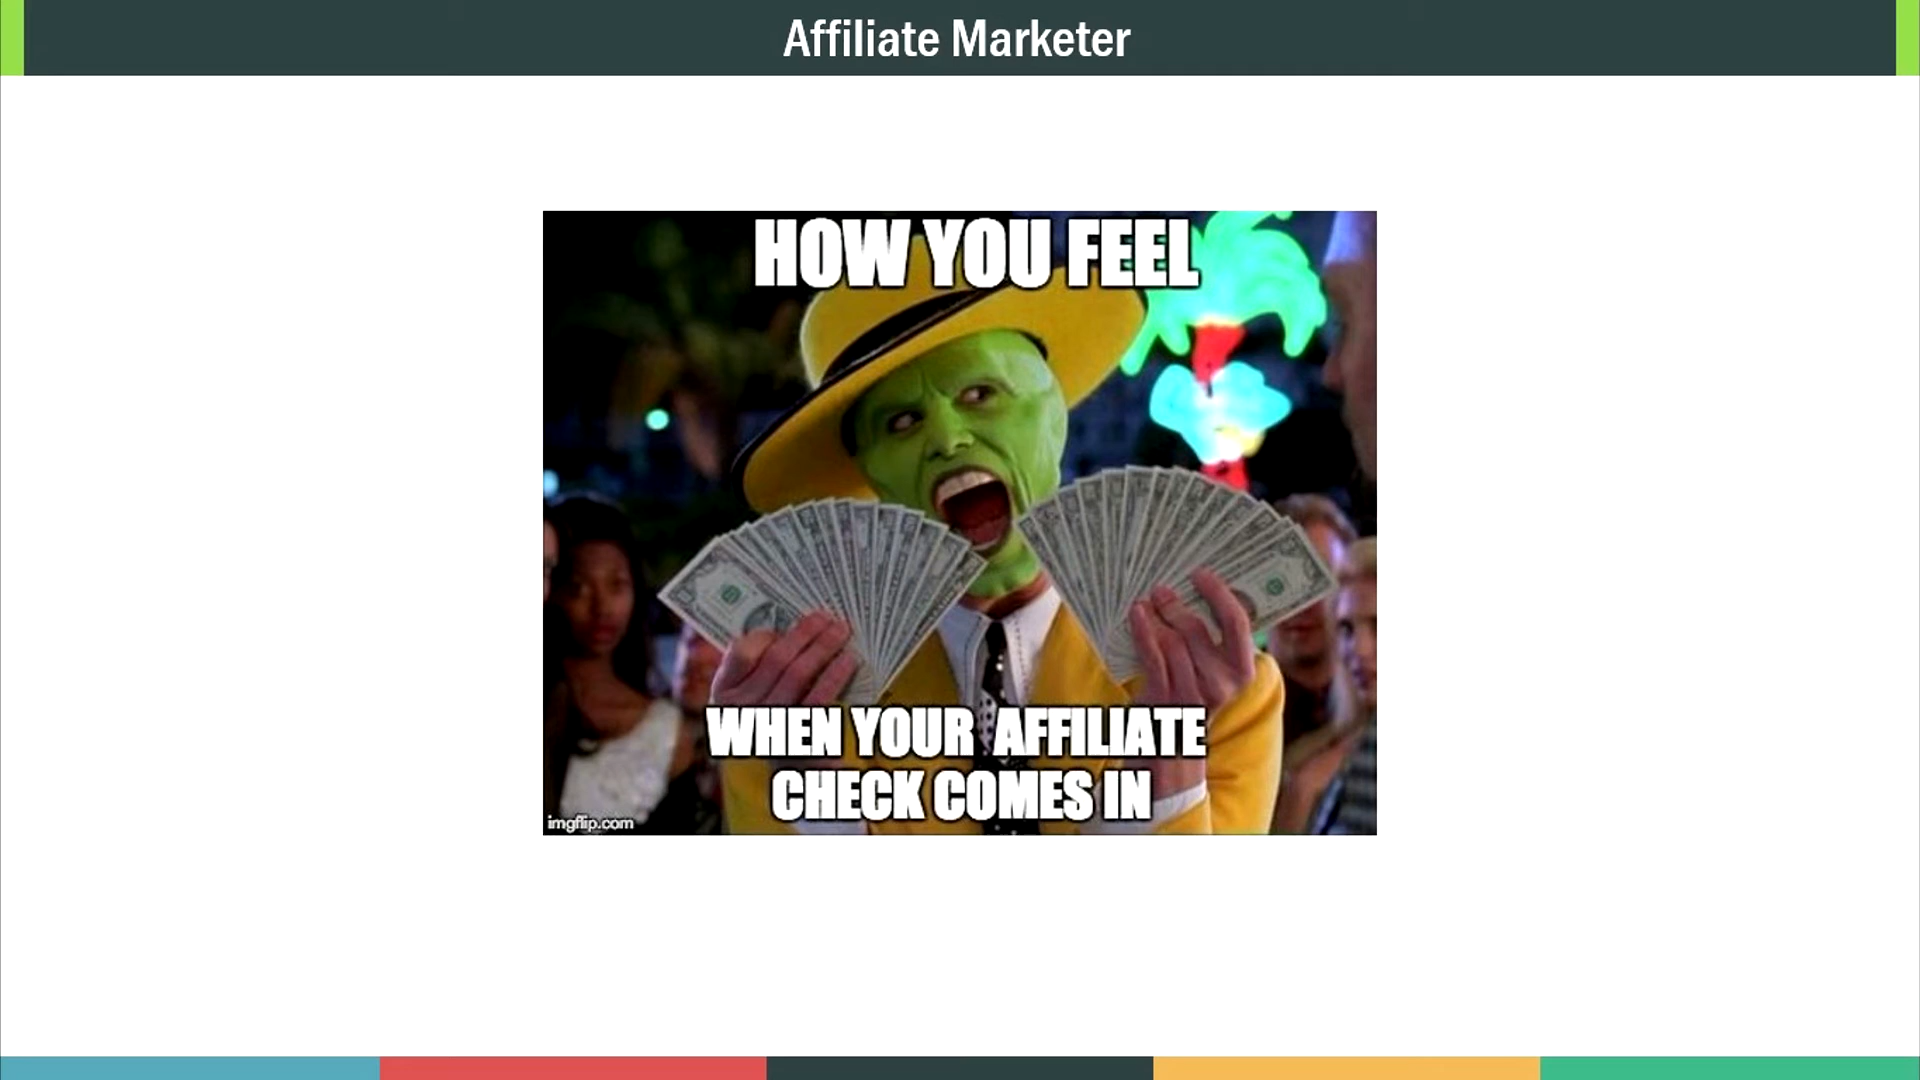 Affiliate Marketer
HOW YOU FEEL
WHEN YOUR AFFILIATE
CHECK COMES IN
imgflip.com